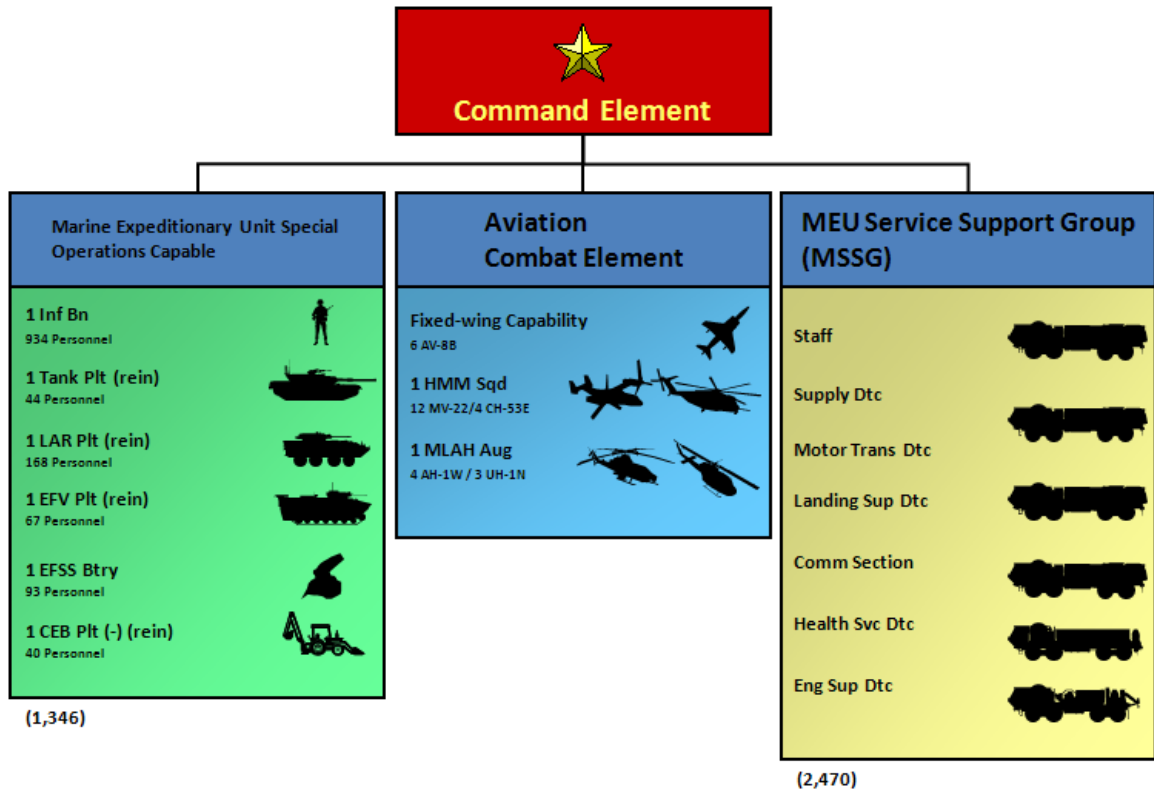 Command Element
Marine Expeditionary Unit Special
Operations Capable
1 Inf Bn
934 Personnel
1 Tank Plt (rein)
44 Personnel
1 LAR Plt (rein)
168 Personnel
1 EFV Plt (rein)
67 Personnel
1 EFSS Btry
93 Personnel
1 CEB Plt (-) (rein)
40 Personnel
(1,346)
Aviation
Combat Element
Fixed-wing Capability
6 AV-8B
1 HMM Sqd
12 MV-22/4 CH-53E
1 MLAH Aug
4 AH-1W / 3 UH-1N
MEU Service Support Group
(MSSG)
Staff
Supply Dtc
Motor Trans Dtc
Landing Sup Dtc
Comm Section
Health Svc Dtc
Eng Sup Dtc
(2,470)